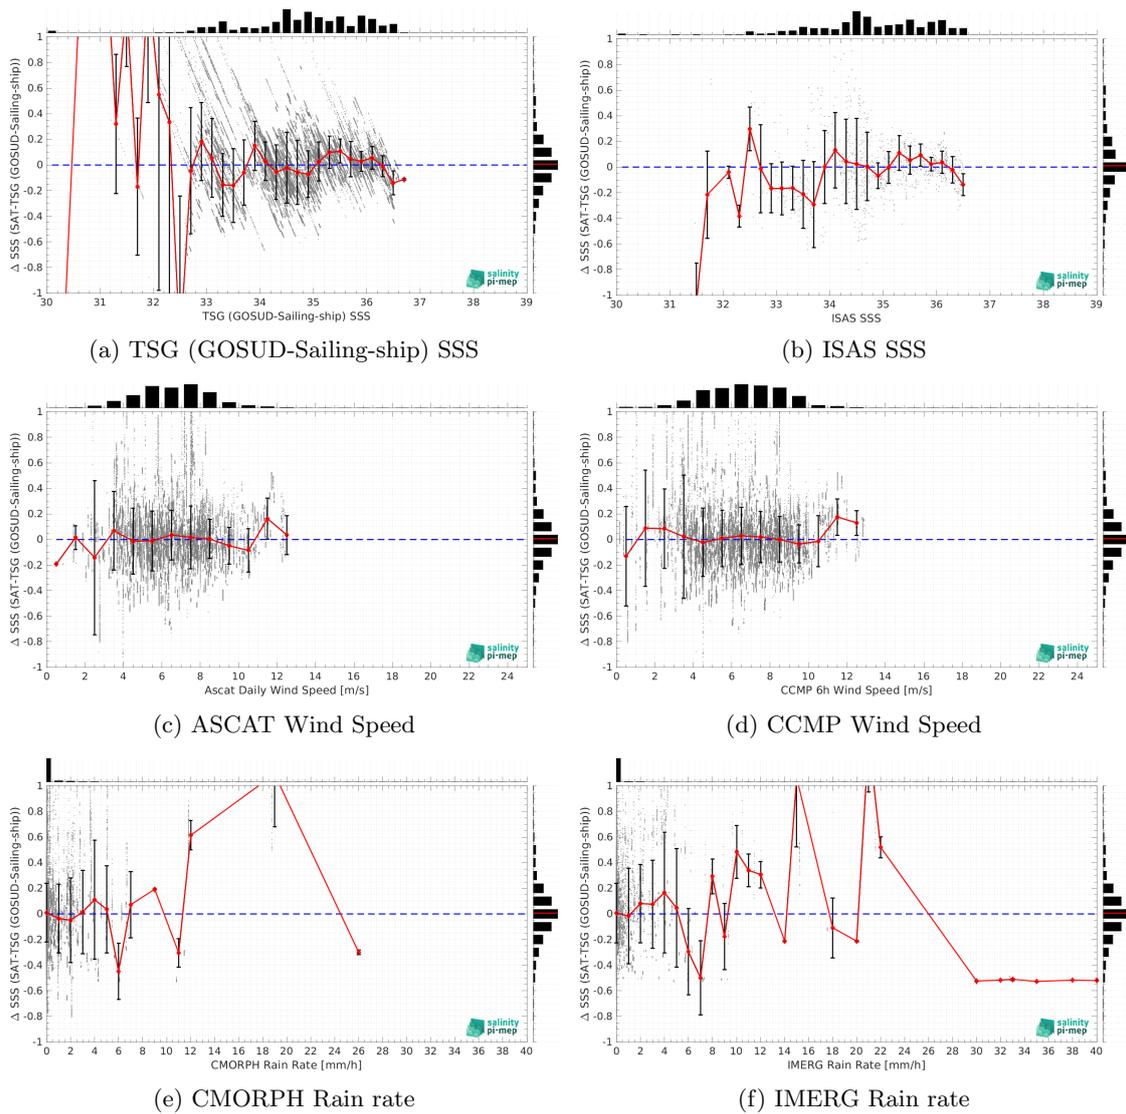 1
0.8
0.6
0.4
0.2
0
-0.2
-0.4
-0.6
-0.8
-1
Δ SSS (SAT-TSG (GOSUD-Sailing-ship))
salinity
pi-mep
30 31 32 33 34 35 36 37 38 39
TSG (GOSUD-Sailing-ship) SSS
(a) TSG (GOSUD-Sailing-ship) SSS
1
0.8
0.6
0.4
0.2
0
-0.2
-0.4
-0.6
-0.8
-1
Δ SSS (SAT-TSG (GOSUD-Sailing-ship))
salinity
pi-mep
30 31 32 33 34 35 36 37 38 39
ISAS SSS
(b) ISAS SSS
1
0.8
0.6
0.4
0.2
0
-0.2
-0.4
-0.6
-0.8
-1
Δ SSS (SAT-TSG (GOSUD-Sailing-ship))
salinity
pi-mep
0 2 4 6 8 10 12 14 16 18 20 22 24
Ascat Daily Wind Speed [m/s]
(c) ASCAT Wind Speed
1
0.8
0.6
0.4
0.2
0
-0.2
-0.4
-0.6
-0.8
-1
Δ SSS (SAT-TSG (GOSUD-Sailing-ship))
salinity
pi-mep
0 2 4 6 8 10 12 14 16 18 20 22 24
CCMP 6h Wind Speed [m/s]
(d) CCMP Wind Speed
1
0.8
0.6
0.4
0.2
0
-0.2
-0.4
-0.6
-0.8
-1
Δ SSS (SAT-TSG (GOSUD-Sailing-ship))
salinity
pi-mep
0 2 4 6 8 10 12 14 16 18 20 22 24 26 28 30 32 34 36 38 40
CMORPH Rain Rate [mm/h]
(e) CMORPH Rain rate
1
0.8
0.6
0.4
0.2
0
-0.2
-0.4
-0.6
-0.8
-1
Δ SSS (SAT-TSG (GOSUD-Sailing-ship))
salinity
pi-mep
0 2 4 6 8 10 12 14 16 18 20 22 24 26 28 30 32 34 36 38 40
IMERG Rain Rate [mm/h]
(f) IMERG Rain rate